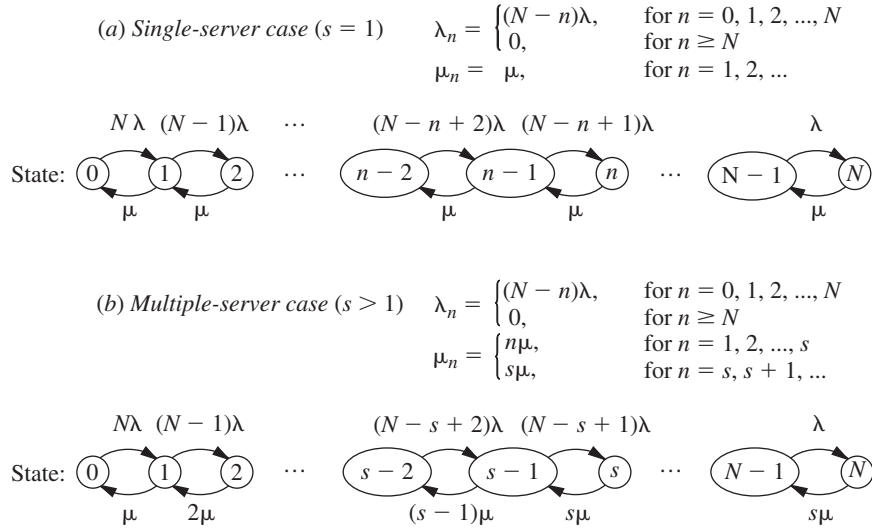 (a) Single-server case (s = 1) λn = {(N − n)λ, for n = 0, 1, 2, ..., N
0, for n ≥ N
μn = μ, for n = 1, 2, ...
Nλ (N − 1)λ ... (N − n + 2)λ (N − n + 1)λ λ
State: 0 1 2 ... n − 2 n − 1 n ... N − 1 N
μ μ μ μ μ
(b) Multiple-server case (s > 1) λn = {(N − n)λ, for n = 0, 1, 2, ..., N
0, for n ≥ N
μn = {nμ, for n = 1, 2, ..., s
sμ, for n = s, s + 1, ...
Nλ (N − 1)λ (N − s + 2)λ (N − s + 1)λ λ
State: 0 1 2 ... s − 2 s − 1 s ... N − 1 N
μ 2μ (s − 1)μ sμ sμ